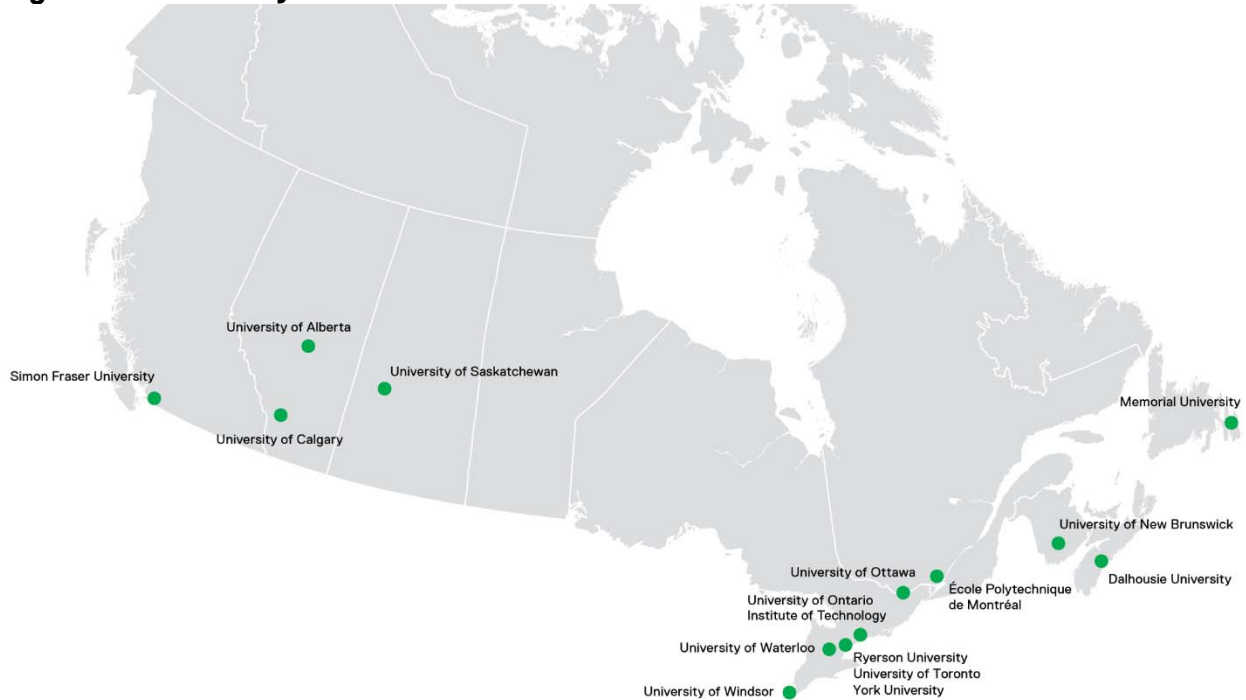 University of Alberta
Simon Fraser University
University of Saskatchewan
University of Calgary
Memorial University
University of New Brunswick
University of Ottawa
Dalhousie University
École Polytechnique
de Montréal
University of Ontario
Institute of Technology
University of Waterloo
Ryerson University
University of Toronto
York University
University of Windsor